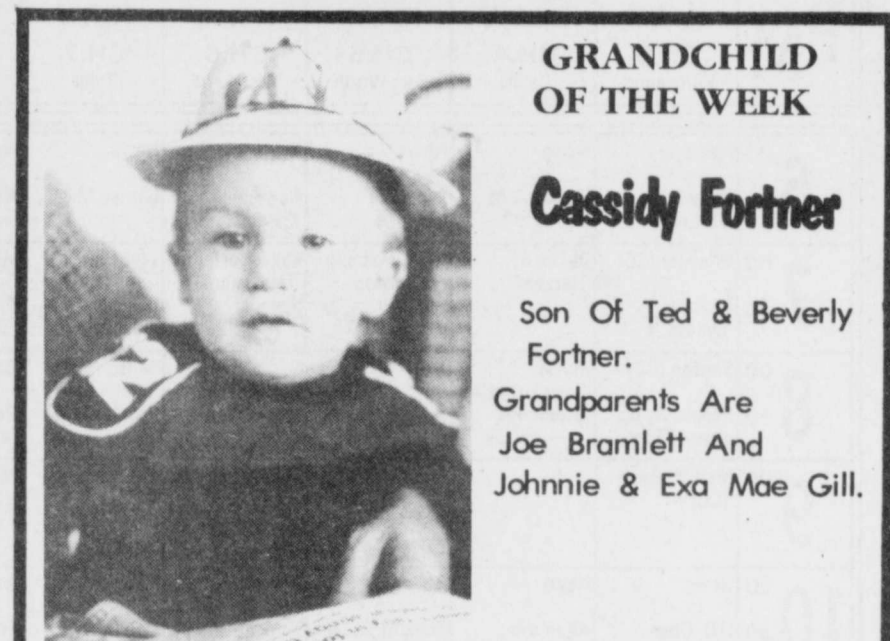 GRANDCHILD
OF THE WEEK
Cassidy Fortner
Son Of Ted & Beverly
Fortner.
Grandparents Are
Joe Bramlett And
Johnnie & Exa Mae Gill.